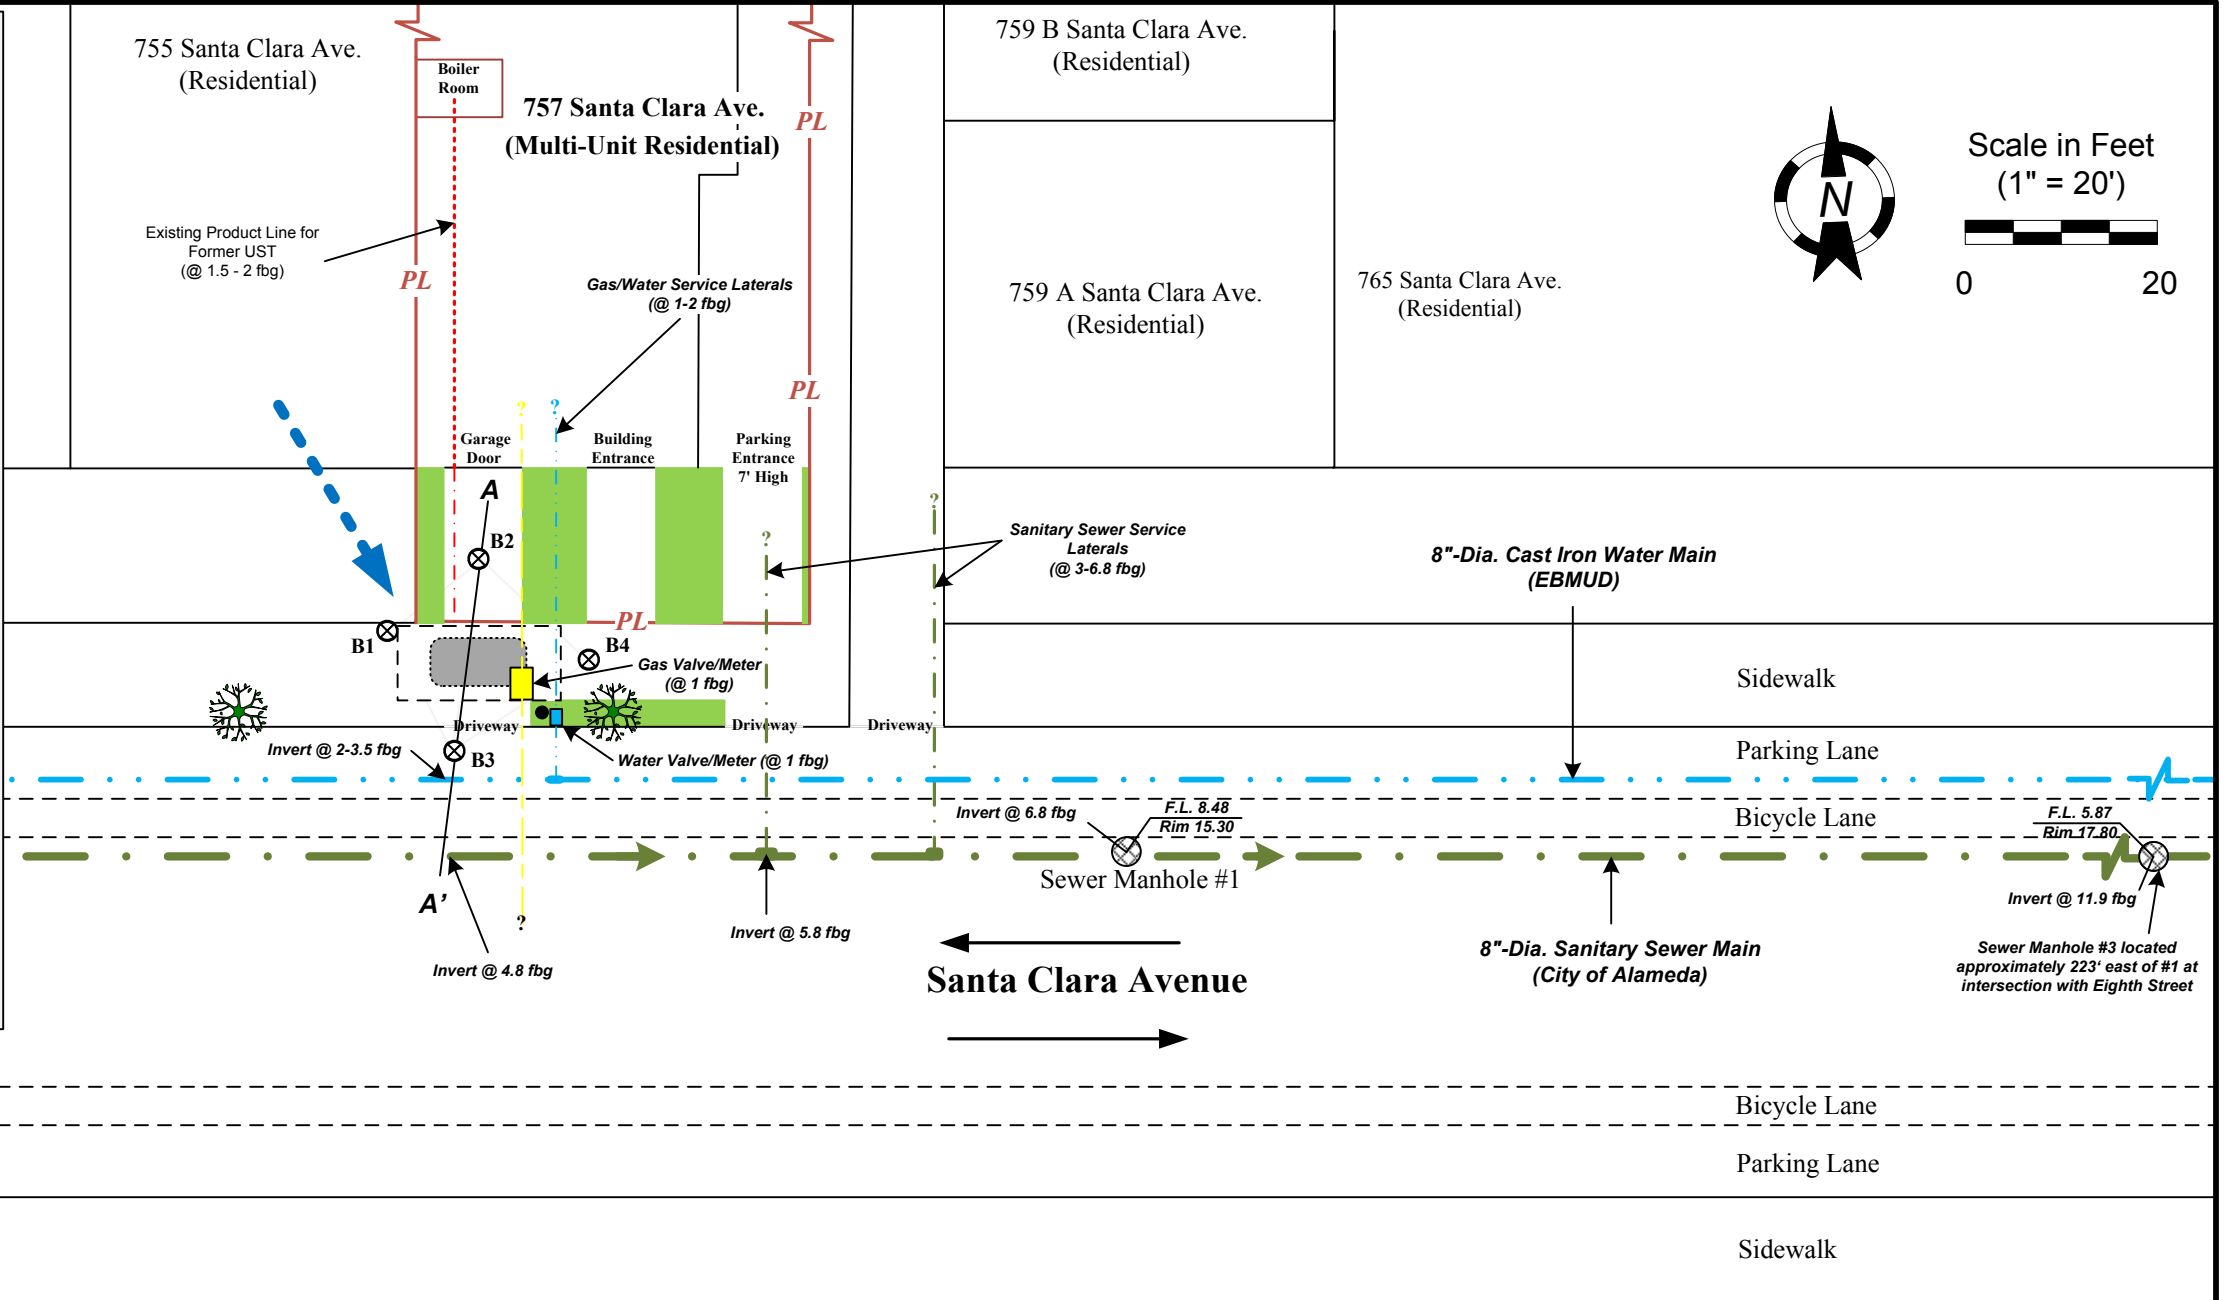 755 Santa Clara Ave.
(Residential)
Boiler
Room
757 Santa Clara Ave.
(Multi-Unit Residential)
PL
759 B Santa Clara Ave.
(Residential)
N
Scale in Feet
(1" = 20')
0
20
Existing Product Line for
Former UST
(@ 1.5 - 2 fbg)
PL
Gas/Water Service Laterals
(@ 1-2 fbg)
759 A Santa Clara Ave.
(Residential)
765 Santa Clara Ave.
(Residential)
PL
?
?
Garage
Door
Building
Entrance
Parking
Entrance
7' High
A
B2
?
?
Sanitary Sewer Service
Laterals
(@ 3-6.8 fbg)
8"-Dia. Cast Iron Water Main
(EBMUD)
PL
B1
B4
Gas Valve/Meter
(@ 1 fbg)
Sidewalk
Driveway
Driveway
Driveway
Invert @ 2-3.5 fbg
B3
Water Valve/Meter (@ 1 fbg)
Parking Lane
Invert @ 6.8 fbg
F.L. 8.48
Rim 15.30
Bicycle Lane
F.L. 5.87
Rim 17.80
Sewer Manhole #1
A'
?
Invert @ 4.8 fbg
Invert @ 5.8 fbg
Invert @ 11.9 fbg
8"-Dia. Sanitary Sewer Main
(City of Alameda)
Sewer Manhole #3 located
approximately 223' east of #1 at
intersection with Eighth Street
Santa Clara Avenue
Bicycle Lane
Parking Lane
Sidewalk